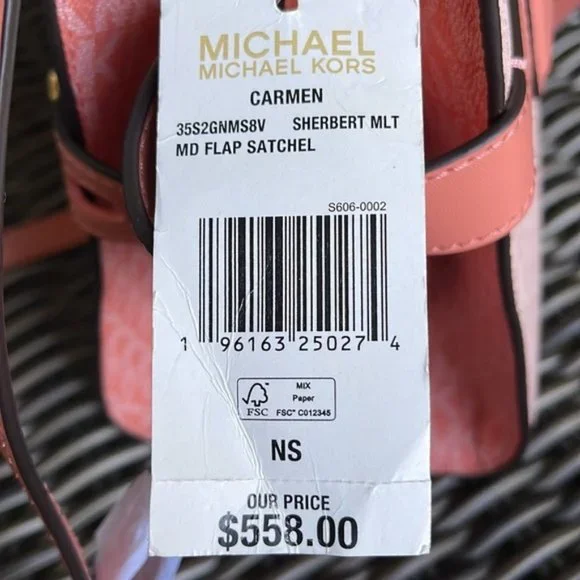 MICHAEL
MICHAEL KORS
CARMEN
35S2GNMS8V SHERBERT MLT
MD FLAP SATCHEL
S606-0002
1 96163 25027 4
FSC
MIX
Paper
FSC® C012345
NS
OUR PRICE
$558.00